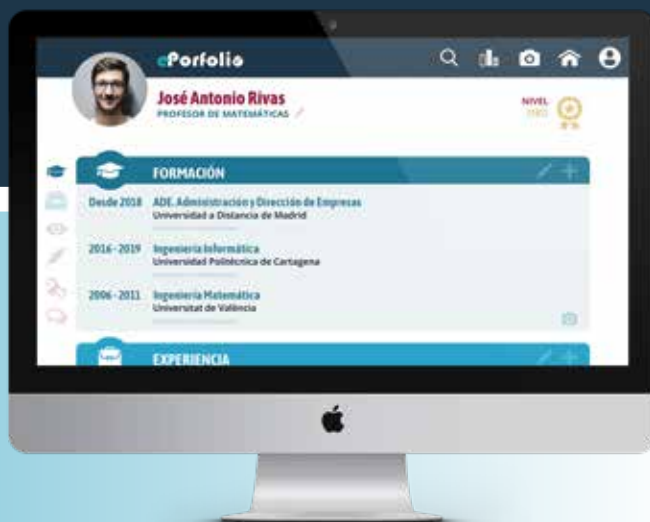 ePorfolio
José Antonio Rivas
PROFESOR DE MATEMÁTICAS
NIVEL
ORO
FORMACIÓN
Desde 2018 ADE. Administración y Dirección de Empresas
Universidad a Distancia de Madrid
2016 - 2019 Ingeniería Informática
Universidad Politécnica de Cartagena
2006 - 2011 Ingeniería Matemática
Universitat de València
EXPERIENCIA